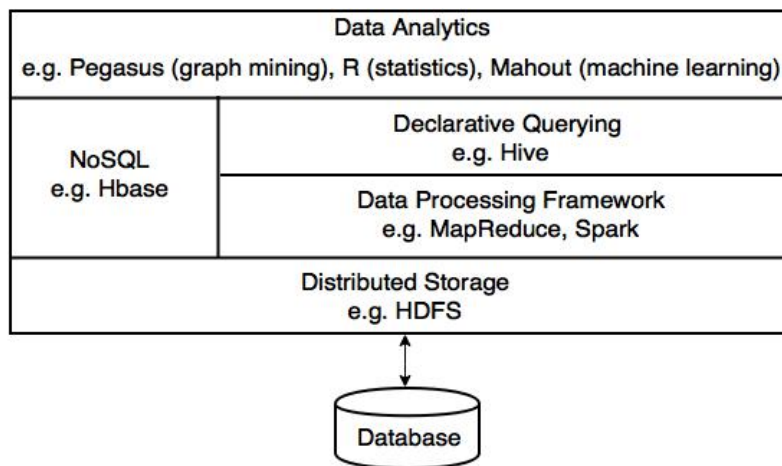 Data Analytics
e.g. Pegasus (graph mining), R (statistics), Mahout (machine learning)
NoSQL
e.g. Hbase
Declarative Querying
e.g. Hive
Data Processing Framework
e.g. MapReduce, Spark
Distributed Storage
e.g. HDFS
Database